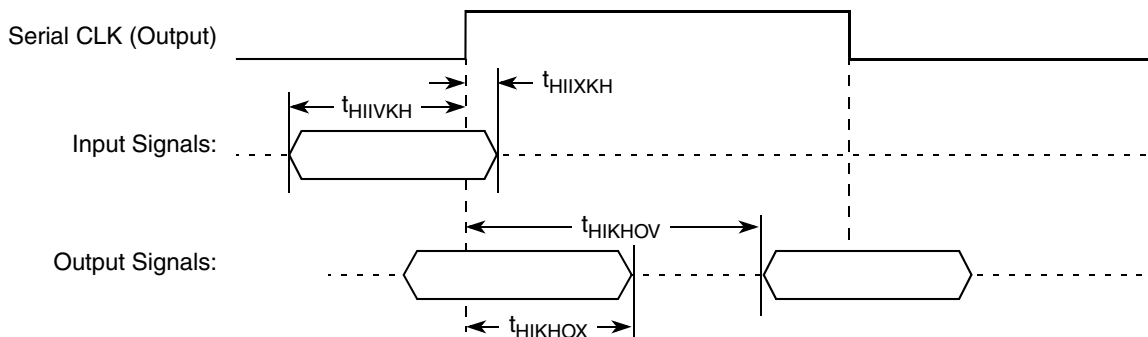 Serial CLK (Output)
tHIIXKH
tHIIVKH
Input Signals:
tHIKHOV
Output Signals:
tHIKHOX